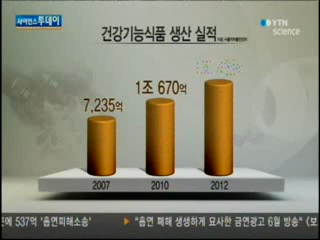 사이언스 투데이
YTN
science
건강기능식품 생산 실적
7,235억
1조 670억
2007
2010
2012
문에 537억 '흡연피해소송' ▶ "흡연 폐해 생생하게 묘사한 금연광고 6월 방송" (보